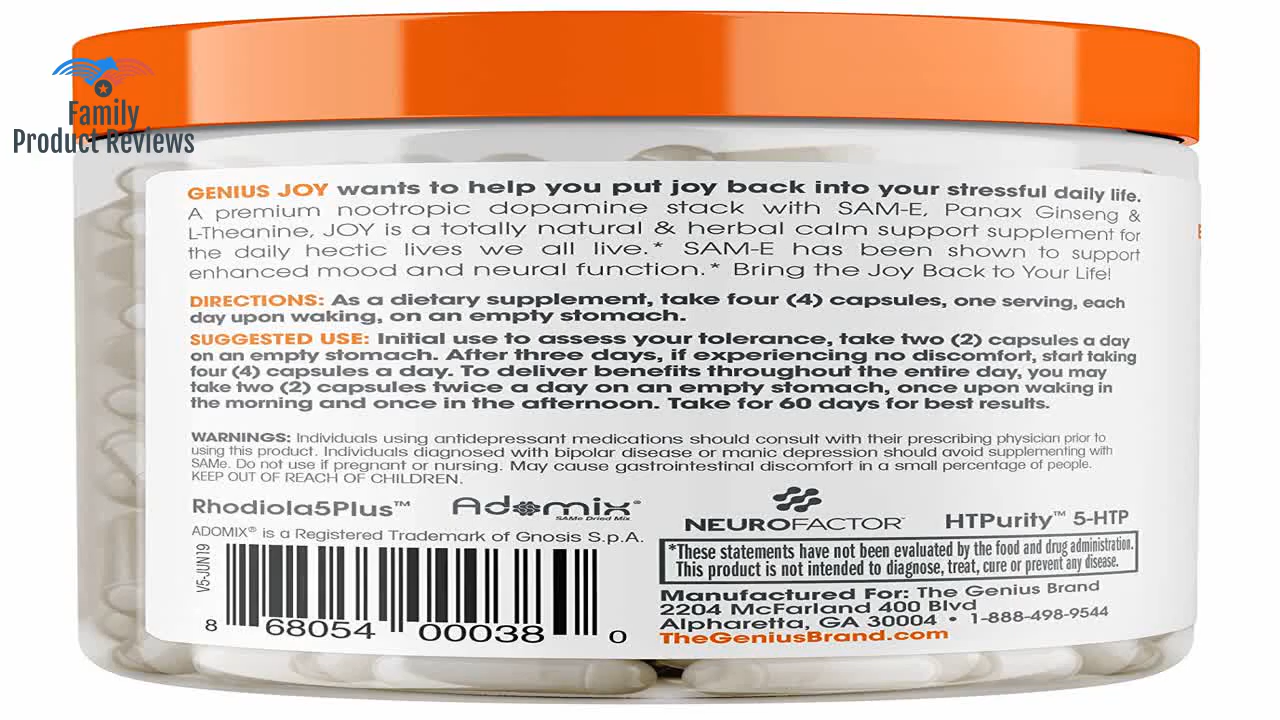 Family
Product Reviews
GENIUS JOY wants to help you put joy back into your stressful daily life.
A premium nootropic dopamine stack with SAM-E, Panax Ginseng &
L-Theanine, JOY is a totally natural & herbal calm support supplement for
the daily hectic lives we all live.* SAM-E has been shown to support
enhanced mood and neural function.* Bring the Joy Back to Your Life!
DIRECTIONS: As a dietary supplement, take four (4) capsules, one serving, each
day upon waking, on an empty stomach.
SUGGESTED USE: Initial use to assess your tolerance, take two (2) capsules a day
on an empty stomach. After three days, if experiencing no discomfort, start taking
four (4) capsules a day. To deliver benefits throughout the entire day, you may
take two (2) capsules twice a day on an empty stomach, once upon waking in
the morning and once in the afternoon. Take for 60 days for best results.
WARNINGS: Individuals using antidepressant medications should consult with their prescribing physician prior to
using this product. Individuals diagnosed with bipolar disease or manic depression should avoid supplementing with
SAMe. Do not use if pregnant or nursing. May cause gastrointestinal discomfort in a small percentage of people.
KEEP OUT OF REACH OF CHILDREN.
Rhodiola5Plus™ Adomix®
SAMe Dried Mix
NEUROFACTOR™ HTPurity™ 5-HTP
ADOMIX® is a Registered Trademark of Gnosis S.p.A.
V5-JUN19
8 68054 00038 0
*These statements have not been evaluated by the food and drug administration.
This product is not intended to diagnose, treat, cure or prevent any disease.
Manufactured For: The Genius Brand
2204 McFarland 400 Blvd
Alpharetta, GA 30004 • 1-888-498-9544
TheGeniusBrand.com